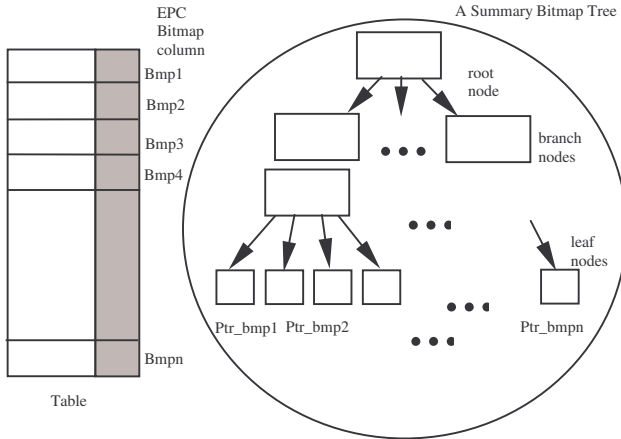 EPC
Bitmap
column
A Summary Bitmap Tree
Bmp1
Bmp2
Bmp3
Bmp4
Bmpn
Table
root
node
branch
nodes
leaf
nodes
Ptr_bmp1
Ptr_bmp2
Ptr_bmpn